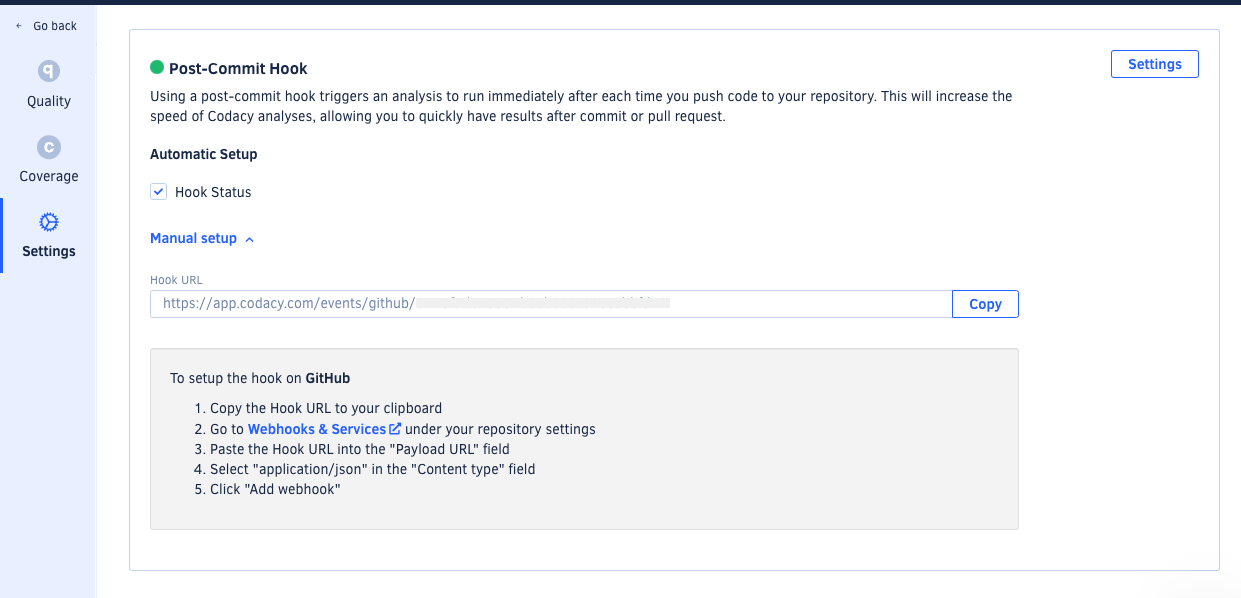 Go back
q
Quality
c
Coverage
Settings
Post-Commit Hook
Settings
Using a post-commit hook triggers an analysis to run immediately after each time you push code to your repository. This will increase the
speed of Codacy analyses, allowing you to quickly have results after commit or pull request.
Automatic Setup
Hook Status
Manual setup
Hook URL
https://app.codacy.com/events/github/
Copy
To setup the hook on GitHub
1. Copy the Hook URL to your clipboard
2. Go to Webhooks & Services under your repository settings
3. Paste the Hook URL into the "Payload URL" field
4. Select "application/json" in the "Content type" field
5. Click "Add webhook"